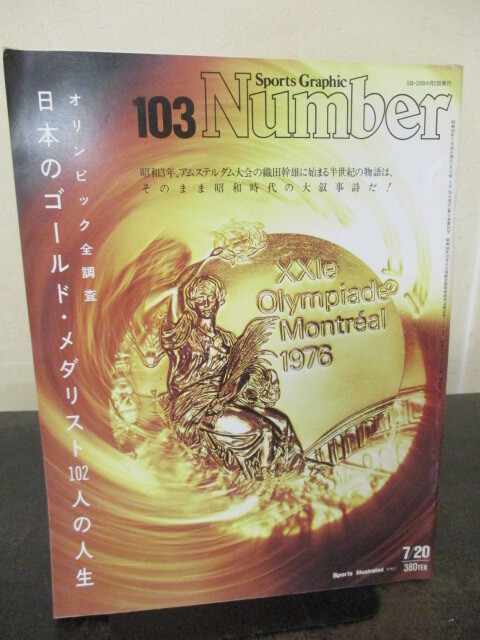 Sports Graphic
103 Number
昭和3年、アムステルダム大会の織田幹雄に始まる半世紀の物語は、
そのまま昭和時代の大叙事詩だ!
オリンピック全調査
日本のゴールド・メダリスト102人の人生
XXIe
Olympiade
Montréal
1976
7/20
380YEN
Sports Illustrated